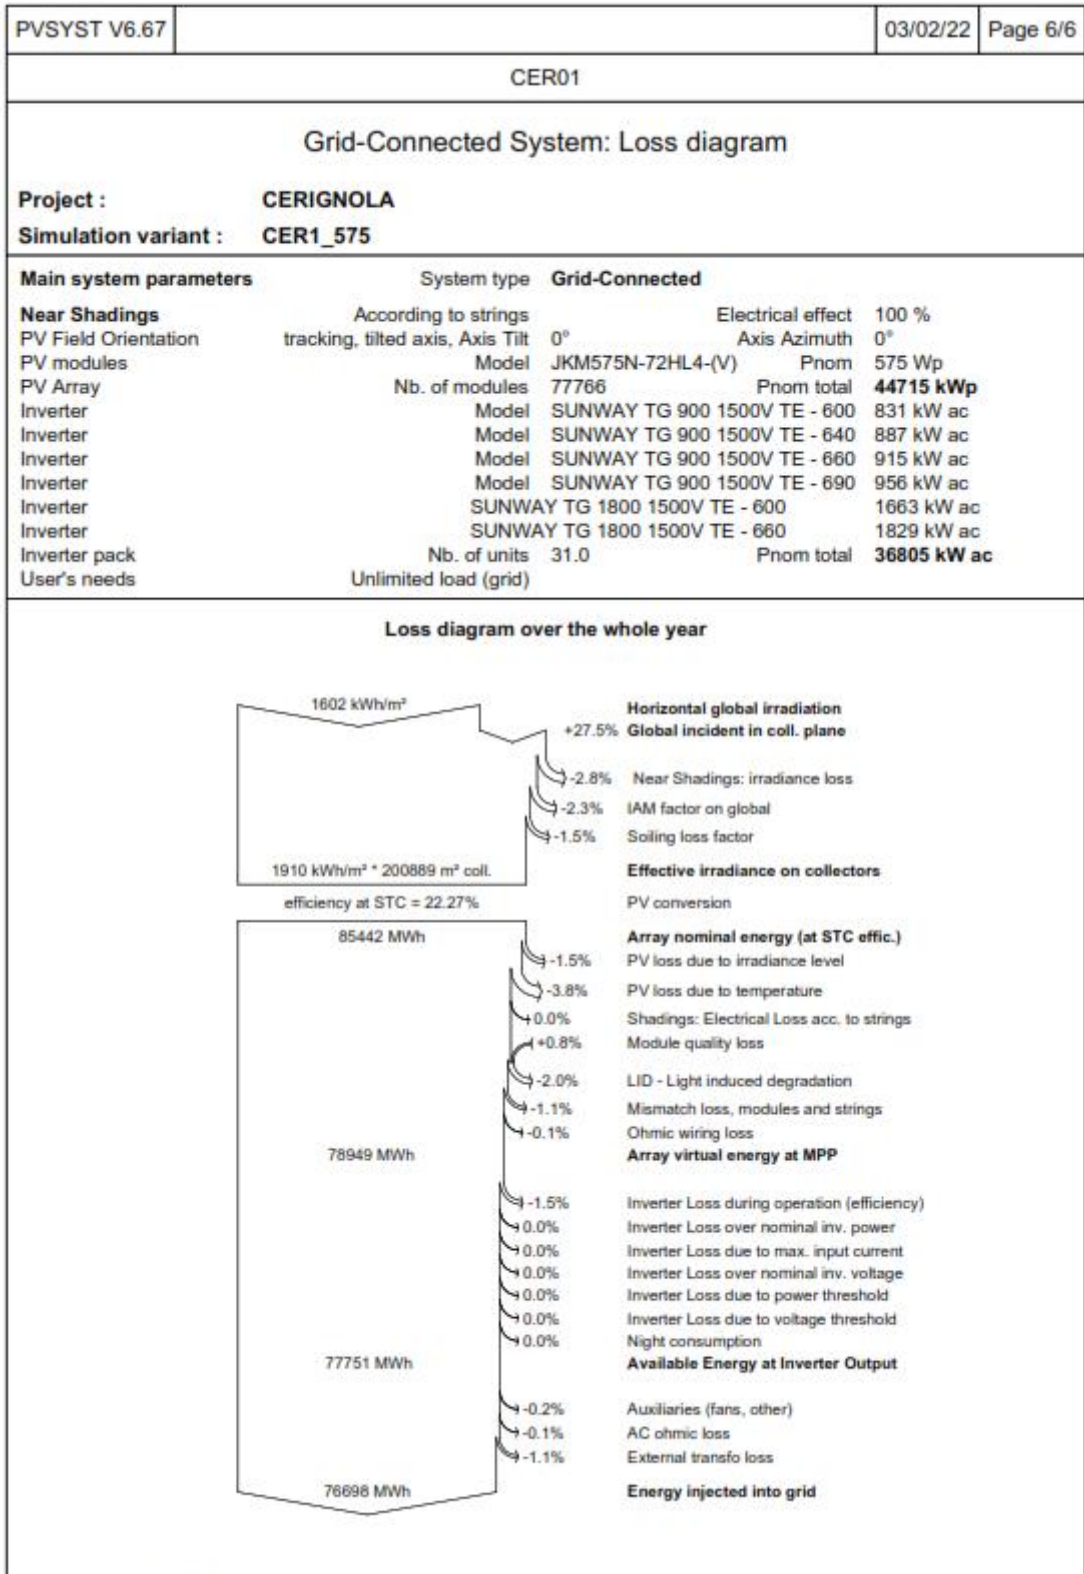 PVSYST V6.67 03/02/22 Page 6/6
CER01
Grid-Connected System: Loss diagram
Project : CERIGNOLA
Simulation variant : CER1_575
Main system parameters System type Grid-Connected
Near Shadings According to strings Electrical effect 100 %
PV Field Orientation tracking, tilted axis, Axis Tilt 0° Axis Azimuth 0°
PV modules Model JKM575N-72HL4-(V) Pnom 575 Wp
PV Array Nb. of modules 77766 Pnom total 44715 kWp
Inverter Model SUNWAY TG 900 1500V TE - 600 831 kW ac
Inverter Model SUNWAY TG 900 1500V TE - 640 887 kW ac
Inverter Model SUNWAY TG 900 1500V TE - 660 915 kW ac
Inverter Model SUNWAY TG 900 1500V TE - 690 956 kW ac
Inverter SUNWAY TG 1800 1500V TE - 600 1663 kW ac
Inverter SUNWAY TG 1800 1500V TE - 660 1829 kW ac
Inverter pack Nb. of units 31.0 Pnom total 36805 kW ac
User's needs Unlimited load (grid)
Loss diagram over the whole year
1602 kWh/m² Horizontal global irradiation
+27.5% Global incident in coll. plane
-2.8% Near Shadings: irradiance loss
-2.3% IAM factor on global
-1.5% Soiling loss factor
1910 kWh/m² * 200889 m² coll. Effective irradiance on collectors
efficiency at STC = 22.27% PV conversion
85442 MWh Array nominal energy (at STC effic.)
-1.5% PV loss due to irradiance level
-3.8% PV loss due to temperature
0.0% Shadings: Electrical Loss acc. to strings
+0.8% Module quality loss
-2.0% LID - Light induced degradation
-1.1% Mismatch loss, modules and strings
-0.1% Ohmic wiring loss
78949 MWh Array virtual energy at MPP
-1.5% Inverter Loss during operation (efficiency)
0.0% Inverter Loss over nominal inv. power
0.0% Inverter Loss due to max. input current
0.0% Inverter Loss over nominal inv. voltage
0.0% Inverter Loss due to power threshold
0.0% Inverter Loss due to voltage threshold
0.0% Night consumption
77751 MWh Available Energy at Inverter Output
-0.2% Auxiliaries (fans, other)
-0.1% AC ohmic loss
-1.1% External transfo loss
76698 MWh Energy injected into grid